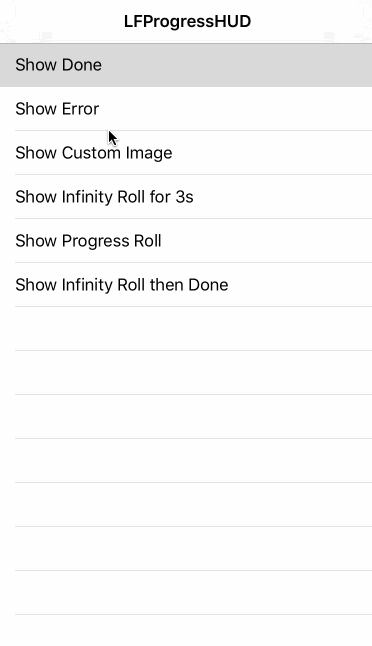 LFProgressHUD
Show Done
Show Error
Show Custom Image
Show Infinity Roll for 3s
Show Progress Roll
Show Infinity Roll then Done